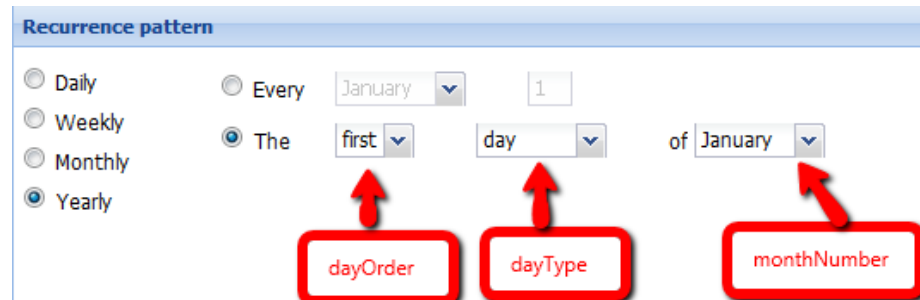 Recurrence pattern
Daily
Every January 1
Weekly
The first day of January
Monthly
Yearly
dayOrder
dayType
monthNumber